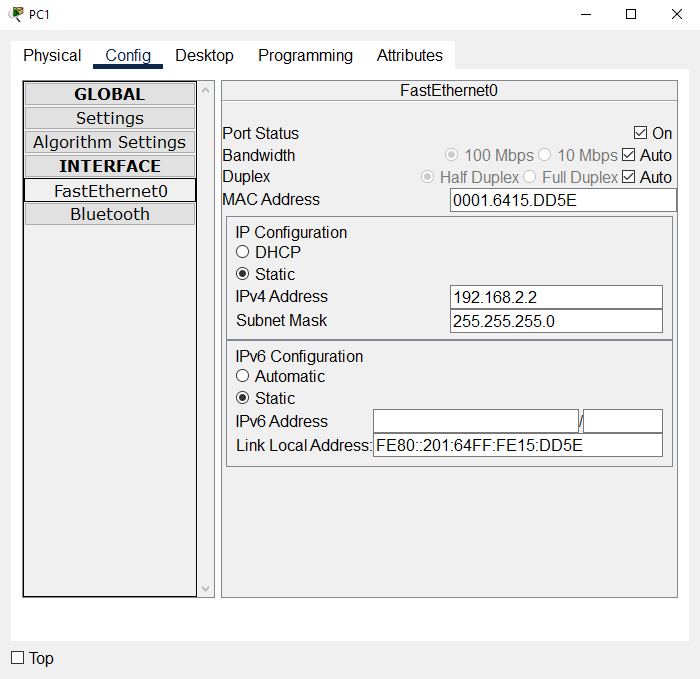 PC1
Physical Config Desktop Programming Attributes
GLOBAL
Settings
Algorithm Settings
INTERFACE
FastEthernet0
Bluetooth
FastEthernet0
Port Status On
Bandwidth 100 Mbps 10 Mbps Auto
Duplex Half Duplex Full Duplex Auto
MAC Address 0001.6415.DD5E
IP Configuration
DHCP
Static
IPv4 Address 192.168.2.2
Subnet Mask 255.255.255.0
IPv6 Configuration
Automatic
Static
IPv6 Address /
Link Local Address: FE80::201:64FF:FE15:DD5E
Top